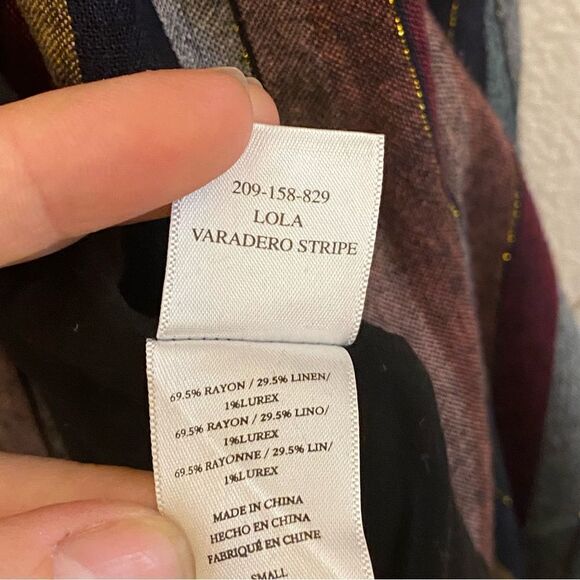 209-158-829
LOLA
VARADERO STRIPE
69.5% RAYON / 29.5% LINEN/
1%LUREX
69.5% RAYON / 29.5% LINO/
1%LUREX
69.5% RAYONNE / 29.5% LIN/
1%LUREX
MADE IN CHINA
HECHO EN CHINA
FABRIQUÉ EN CHINE
SMALL